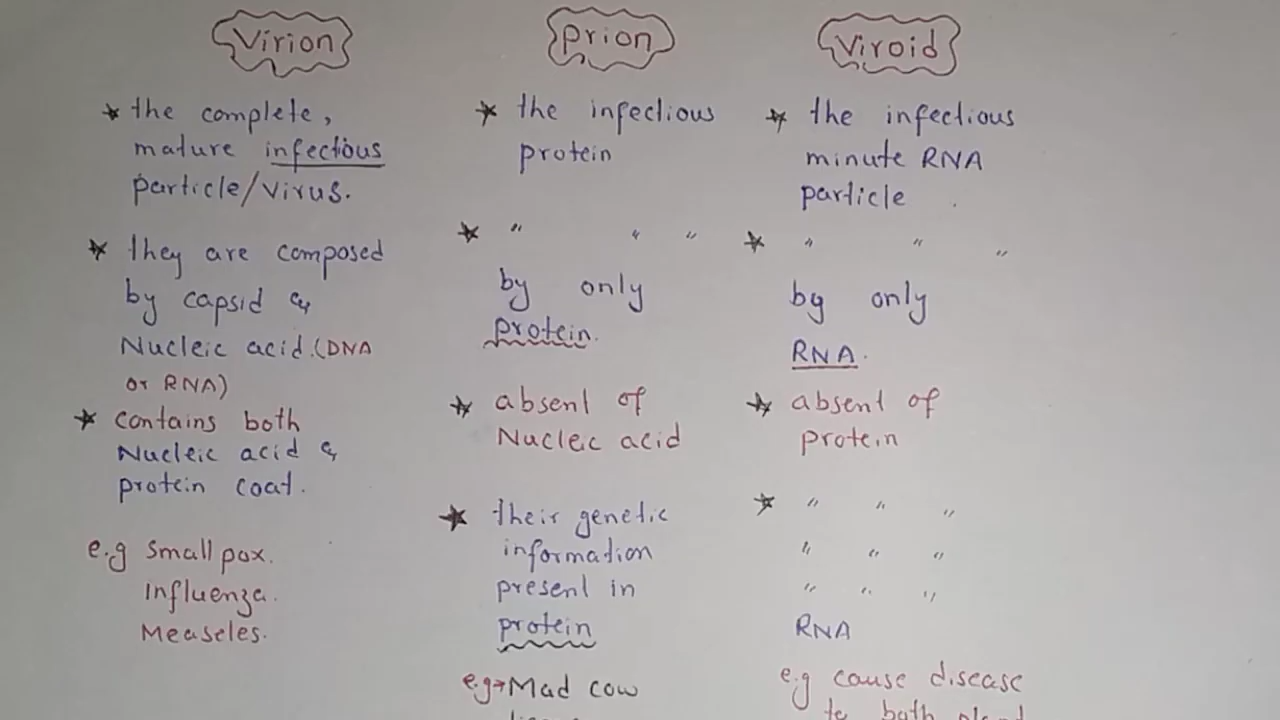 Virion
★ the complete,
mature infectious
particle/virus.
★ they are composed
by capsid &
Nucleic acid.(DNA
or RNA)
★ contains both
Nucleic acid &
protein coat.
e.g small pox.
Influenza.
Measeles.
Prion
★ the infectious
protein
★ " " "
by only
protein.
★ absent of
Nucleic acid
★ their genetic
information
present in
protein
e.g→ Mad cow
Viroid
★ the infectious
minute RNA
particle .
★ " " "
by only
RNA.
★ absent of
protein
★ " " "
" " "
" " "
RNA
e.g cause disease
to both